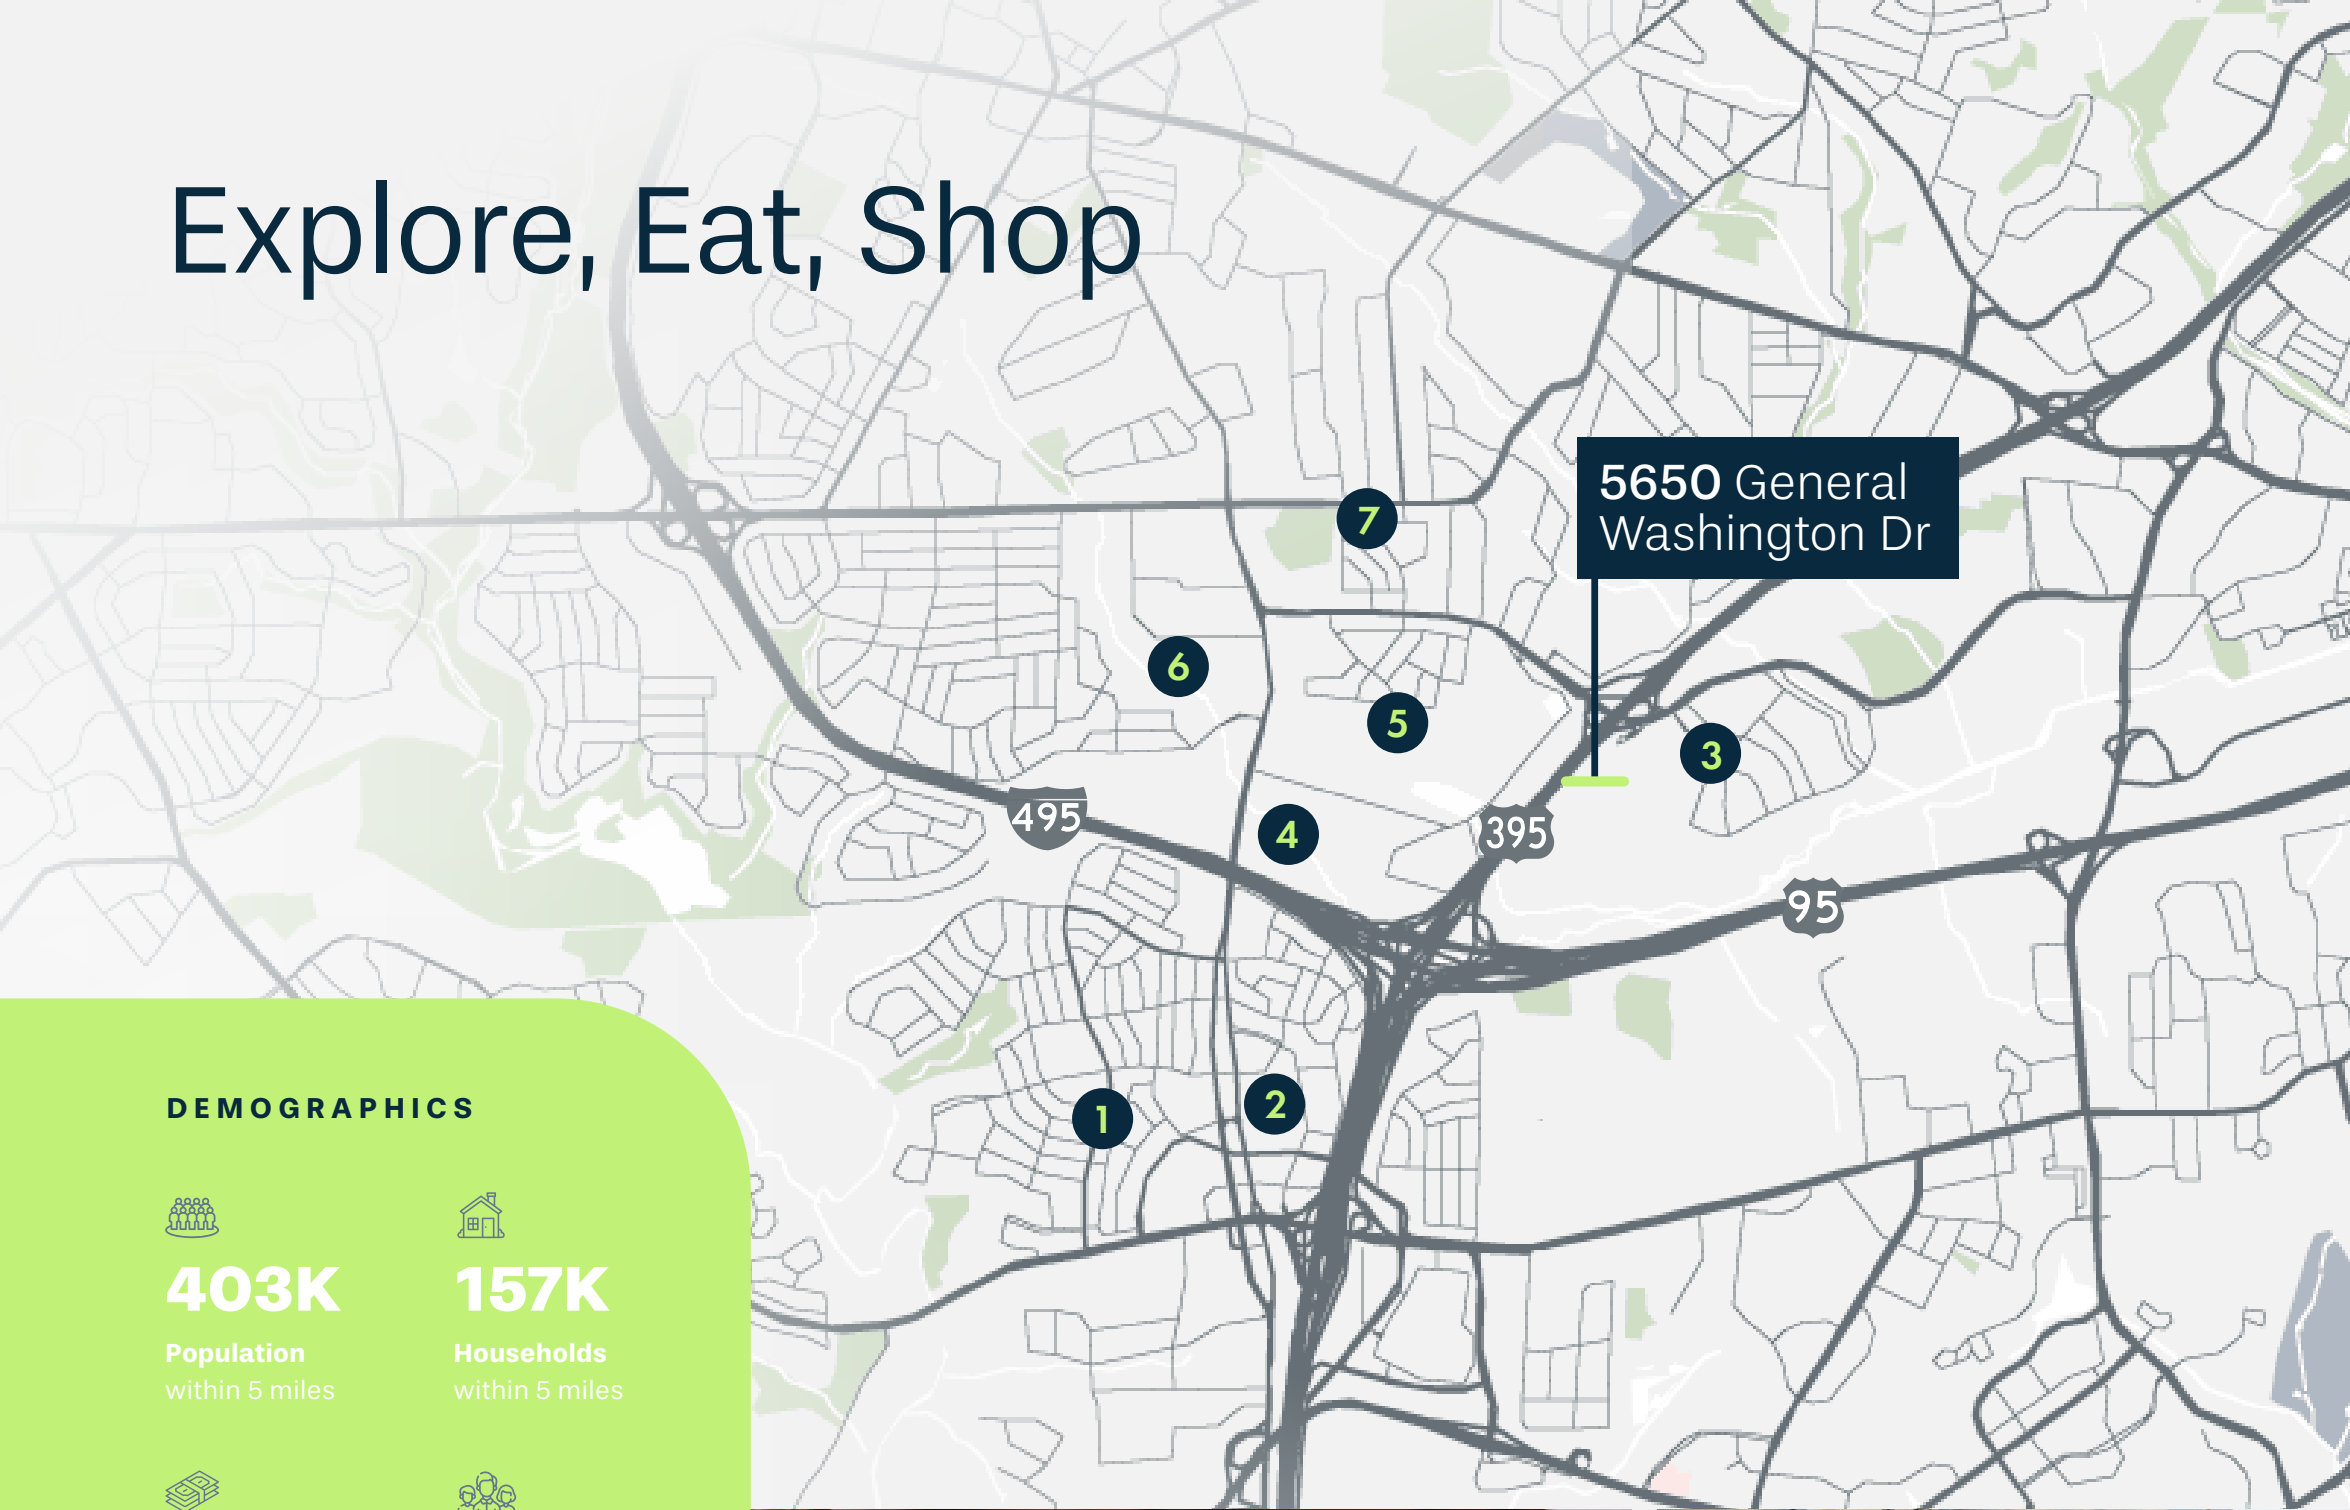 Explore, Eat, Shop
5650 General
Washington Dr
7
6
5
3
495
4
395
95
1
2
DEMOGRAPHICS
403K
157K
Population
Households
within 5 miles
within 5 miles